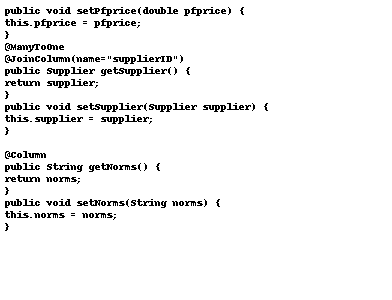 public void setPfprice(double pfprice) {
this.pfprice = pfprice;
}
@ManyToOne
@JoinColumn(name="supplierID")
public Supplier getSupplier() {
return supplier;
}
public void setSupplier(Supplier supplier) {
this.supplier = supplier;
}
@Column
public String getNorms() {
return norms;
}
public void setNorms(String norms) {
this.norms = norms;
}